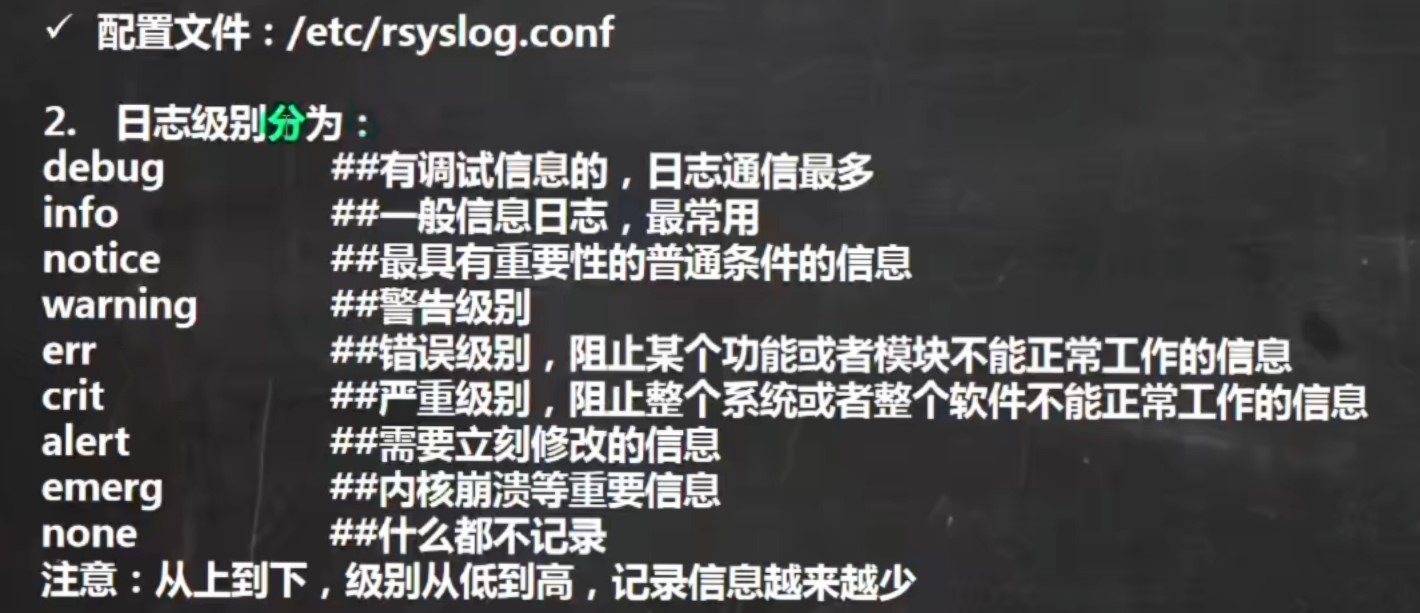 ✓ 配置文件：/etc/rsyslog.conf
2. 日志级别分为：
debug ##有调试信息的，日志通信最多
info ##一般信息日志，最常用
notice ##最具有重要性的普通条件的信息
warning ##警告级别
err ##错误级别，阻止某个功能或者模块不能正常工作的信息
crit ##严重级别，阻止整个系统或者整个软件不能正常工作的信息
alert ##需要立刻修改的信息
emerg ##内核崩溃等重要信息
none ##什么都不记录
注意：从上到下，级别从低到高，记录信息越来越少